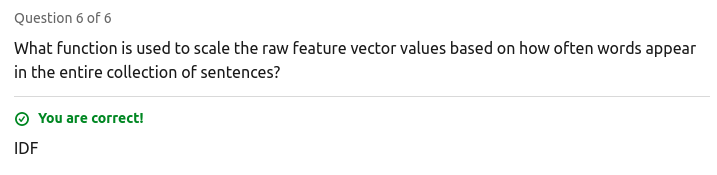 Question 6 of 6
What function is used to scale the raw feature vector values based on how often words appear
in the entire collection of sentences?
You are correct!
IDF